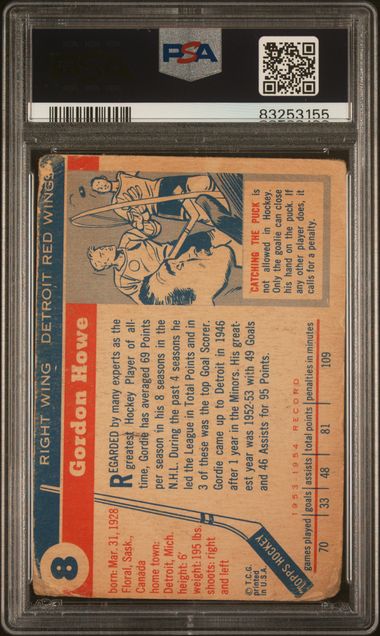 PSA
83253155
8
RIGHT WING DETROIT RED WINGS
Gordon Howe
born: Mar. 31, 1928
Floral, Sask.,
Canada
home town:
Detroit, Mich.
height: 6'
weight: 195 lbs.
shoots: right
and left
REGARDED by many experts as the
greatest Hockey Player of all-
time, Gordie has averaged 69 Points
per season in his 8 seasons in the
N.H.L. During the past 4 seasons he
led the League in Total Points and in
3 of these was the top Goal Scorer.
Gordie came up to Detroit in 1946
after 1 year in the Minors. His great-
est year was 1952-53 with 49 Goals
and 46 Assists for 95 Points.
CATCHING THE PUCK is
not allowed in Hockey.
Only the goalie can close
his hand on the puck. If
any other player does, it
calls for a penalty.
TOPPS HOCKEY
© T.C.G.
printed
in U.S.A.
1953-1954 RECORD
games played goals assists total points penalties in minutes
70 33 48 81 109